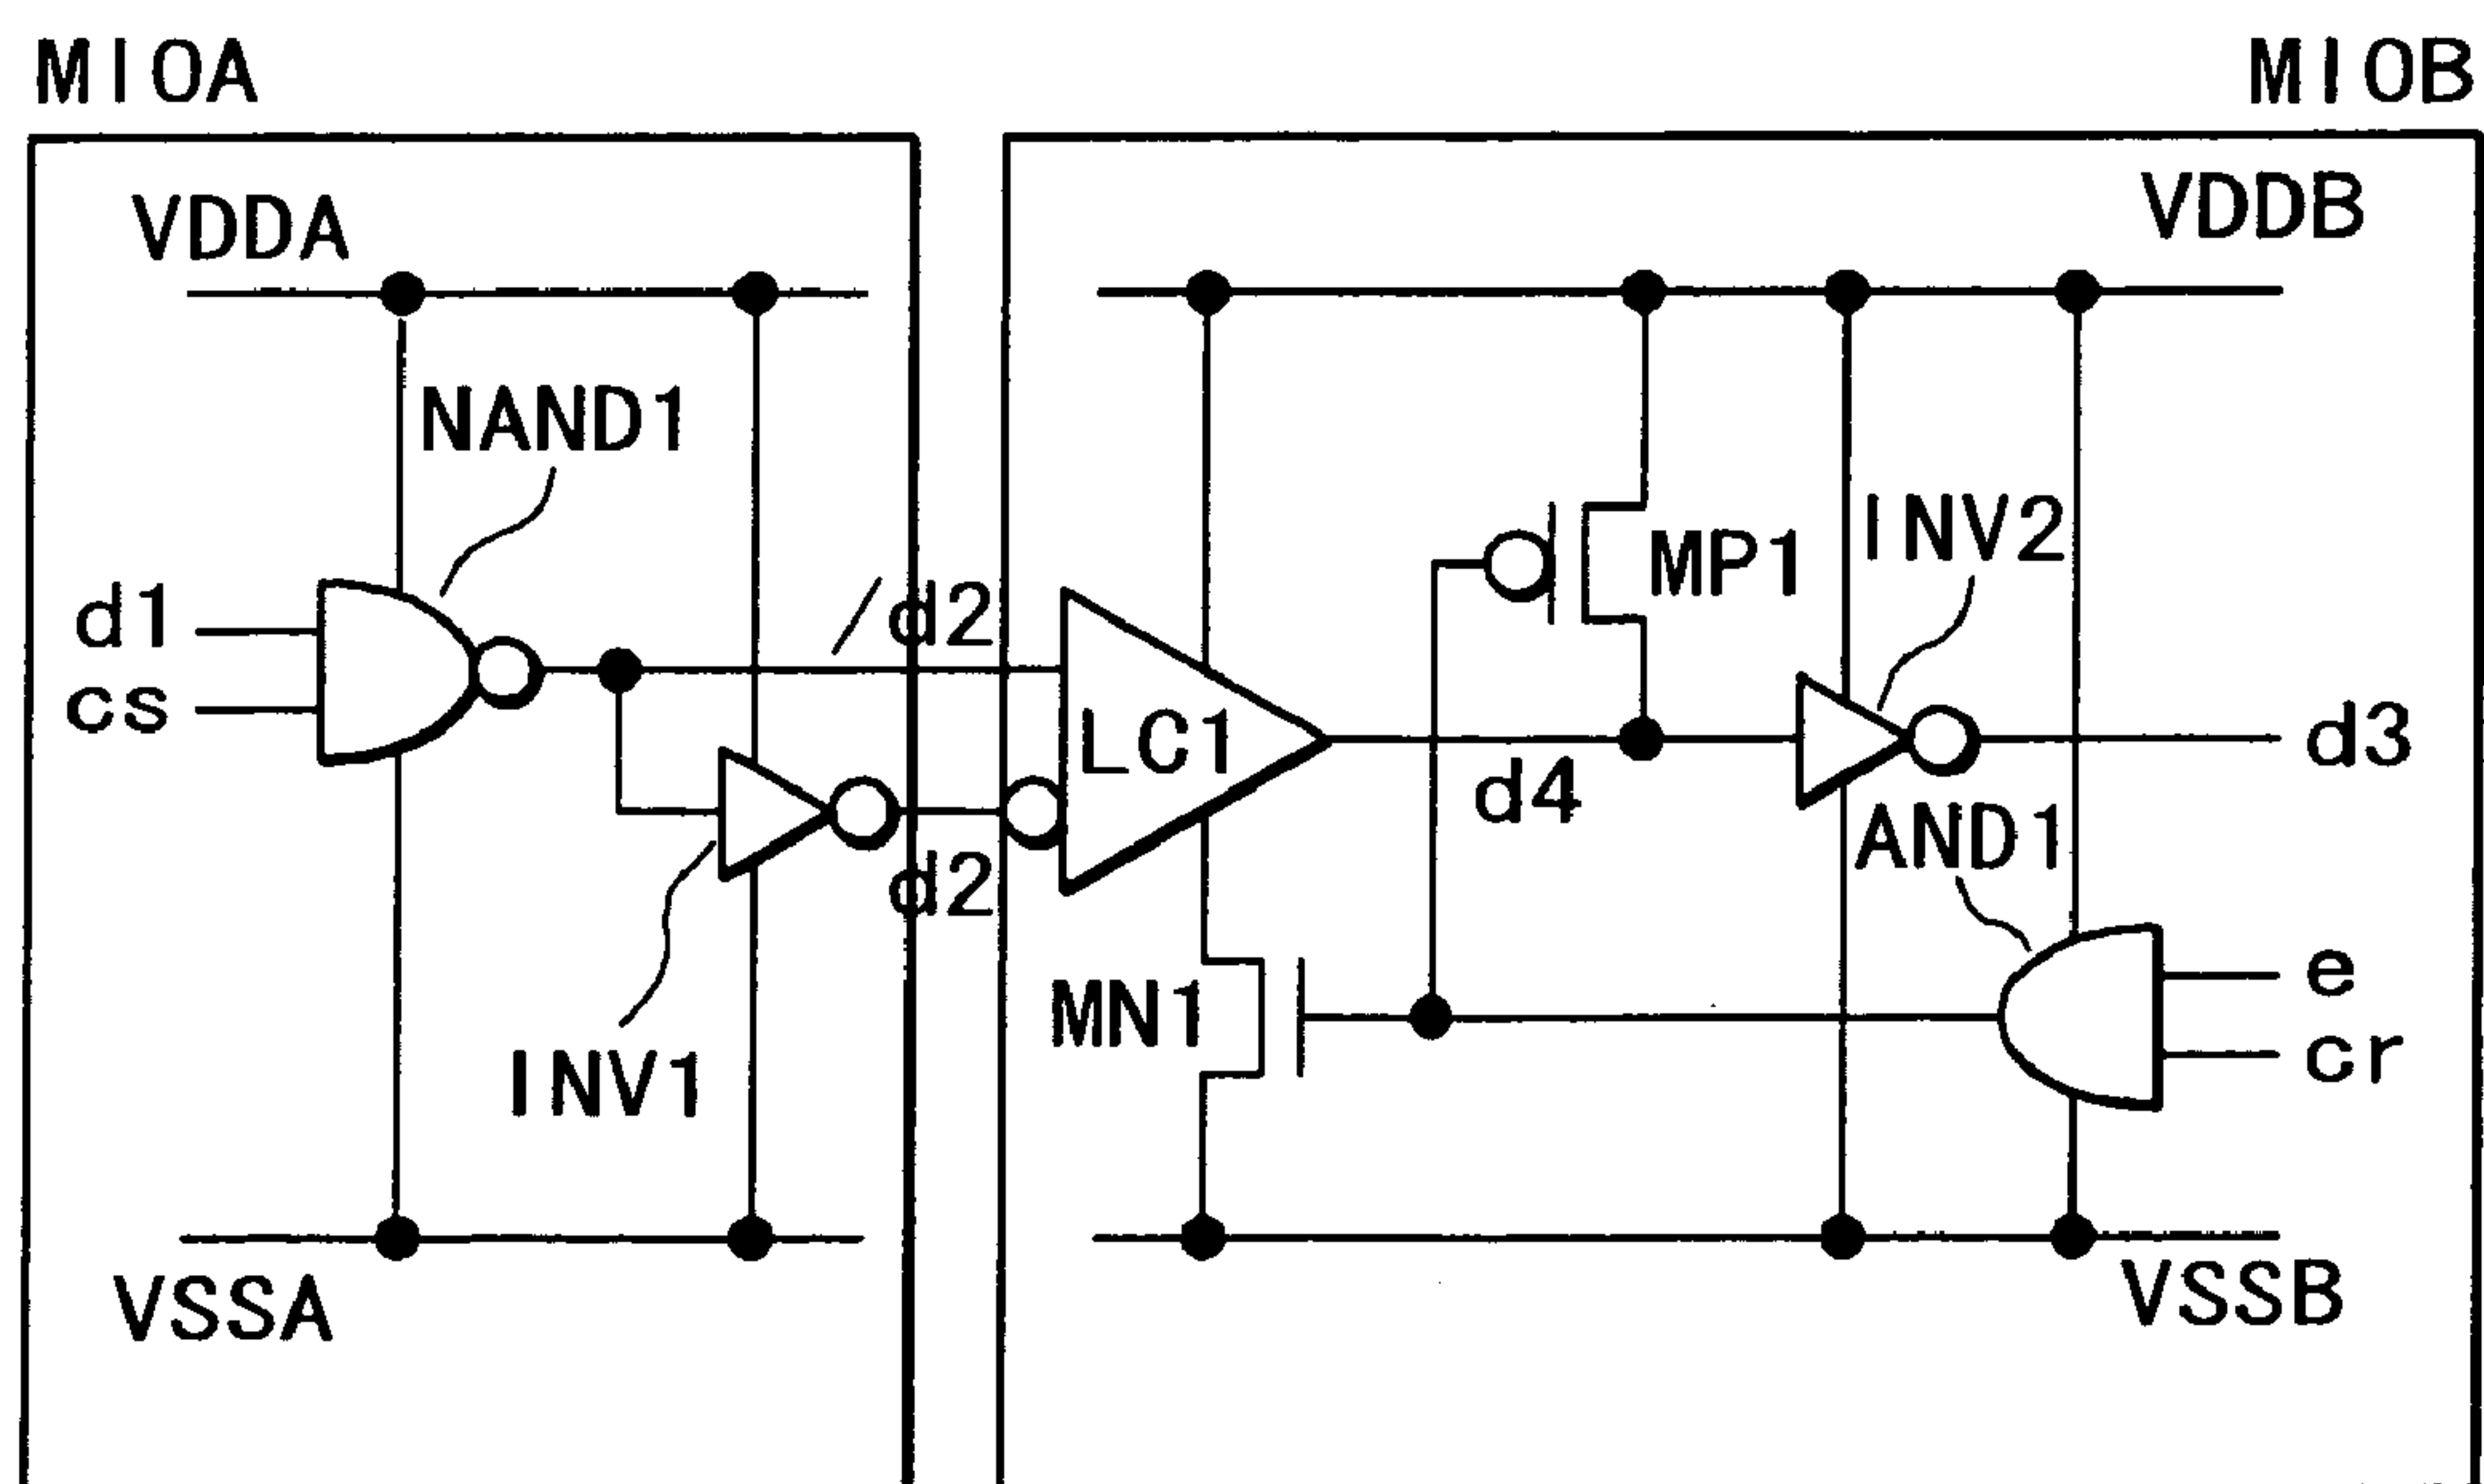 MIOA
MIOB
VDDA
VDDB
NAND1
INV2
MP1
d1
/d2
cs
LC1
d3
d4
AND1
d2
e
MN1
cr
INV1
VSSA
VSSB